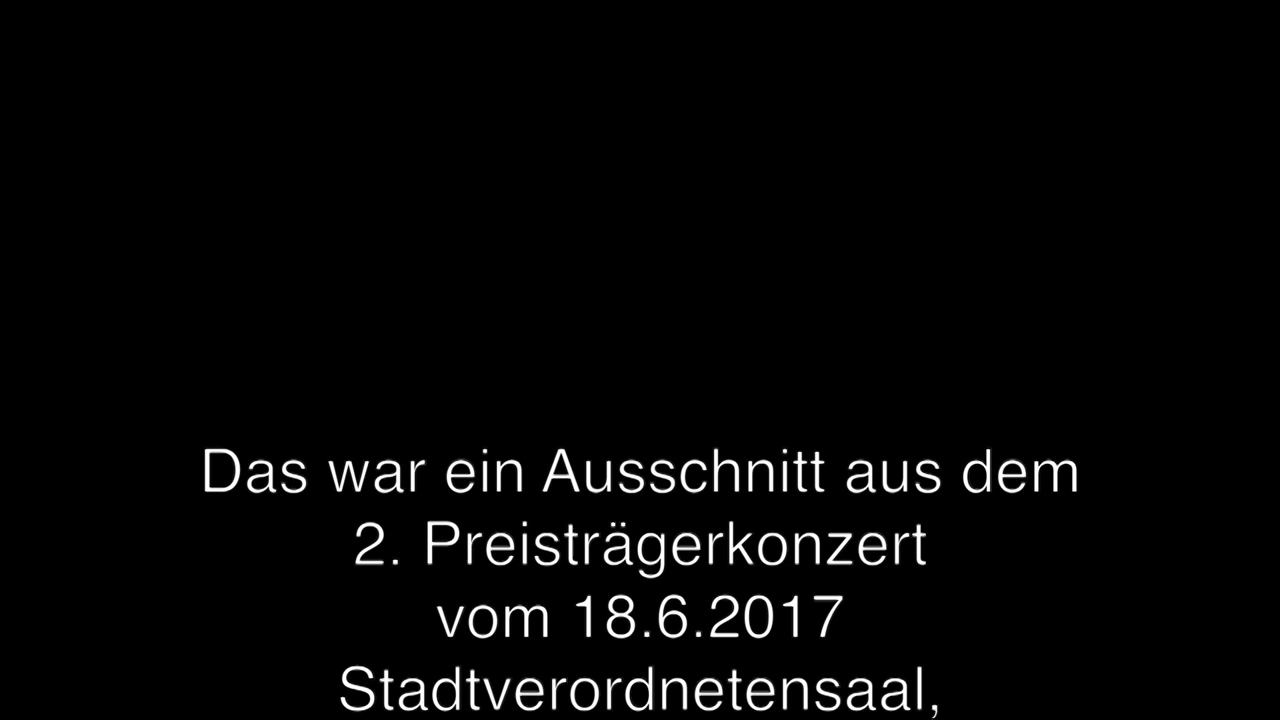 Das war ein Ausschnitt aus dem
2. Preisträgerkonzert
vom 18.6.2017
Stadtverordnetensaal,